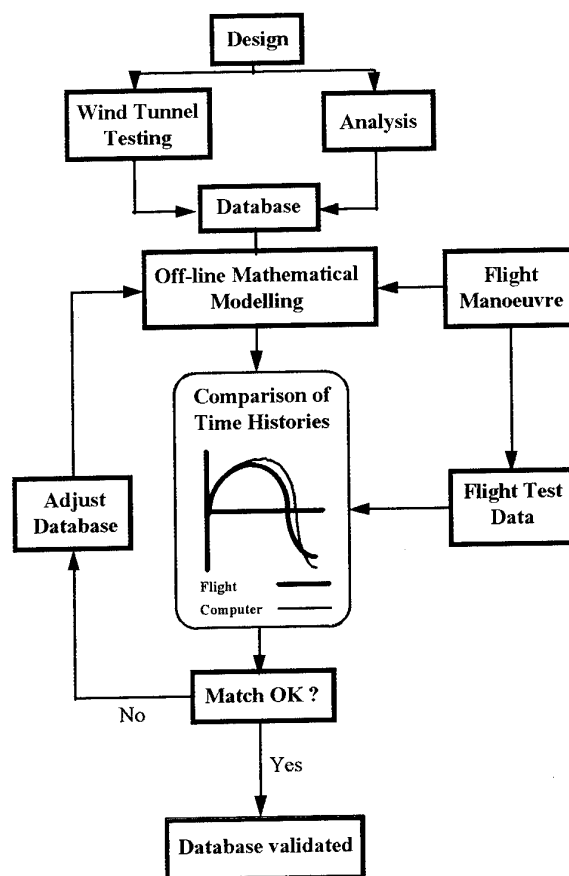 Design
Wind Tunnel
Testing
Analysis
Database
Off-line Mathematical
Modelling
Flight
Manoeuvre
Comparison of
Time Histories
Adjust
Database
Flight Test
Data
Flight
Computer
Match OK ?
No
Yes
Database validated